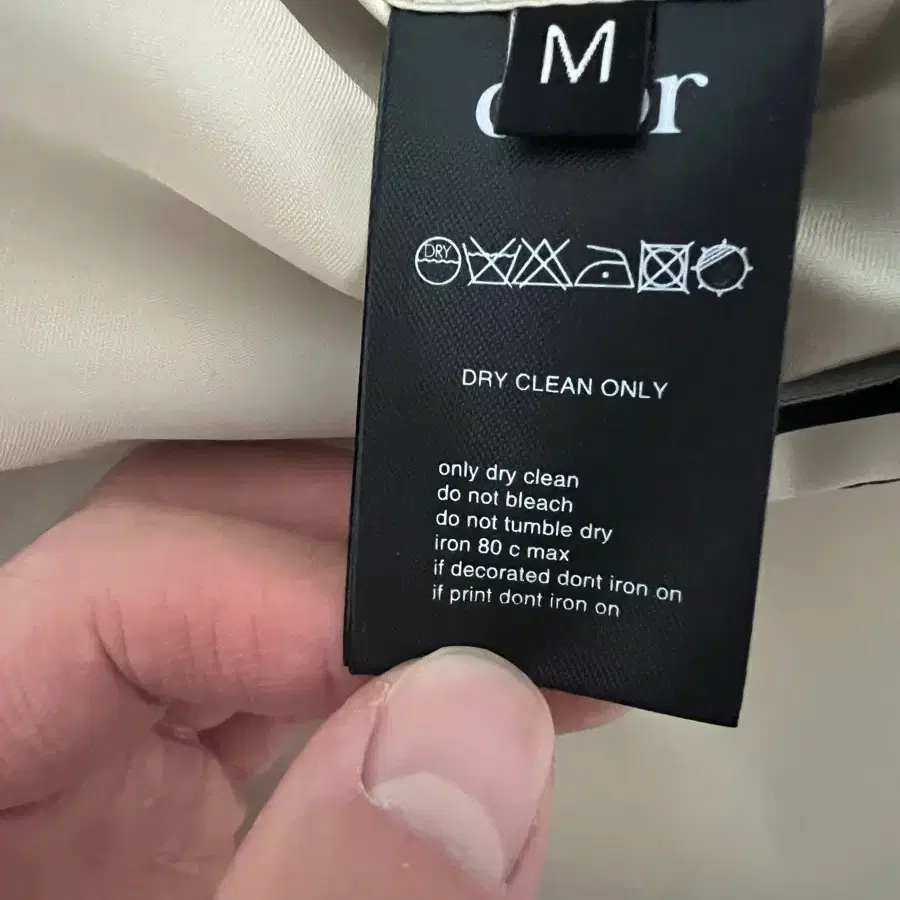 M
DRY
DRY CLEAN ONLY
only dry clean
do not bleach
do not tumble dry
iron 80 c max
if decorated dont iron on
if print dont iron on